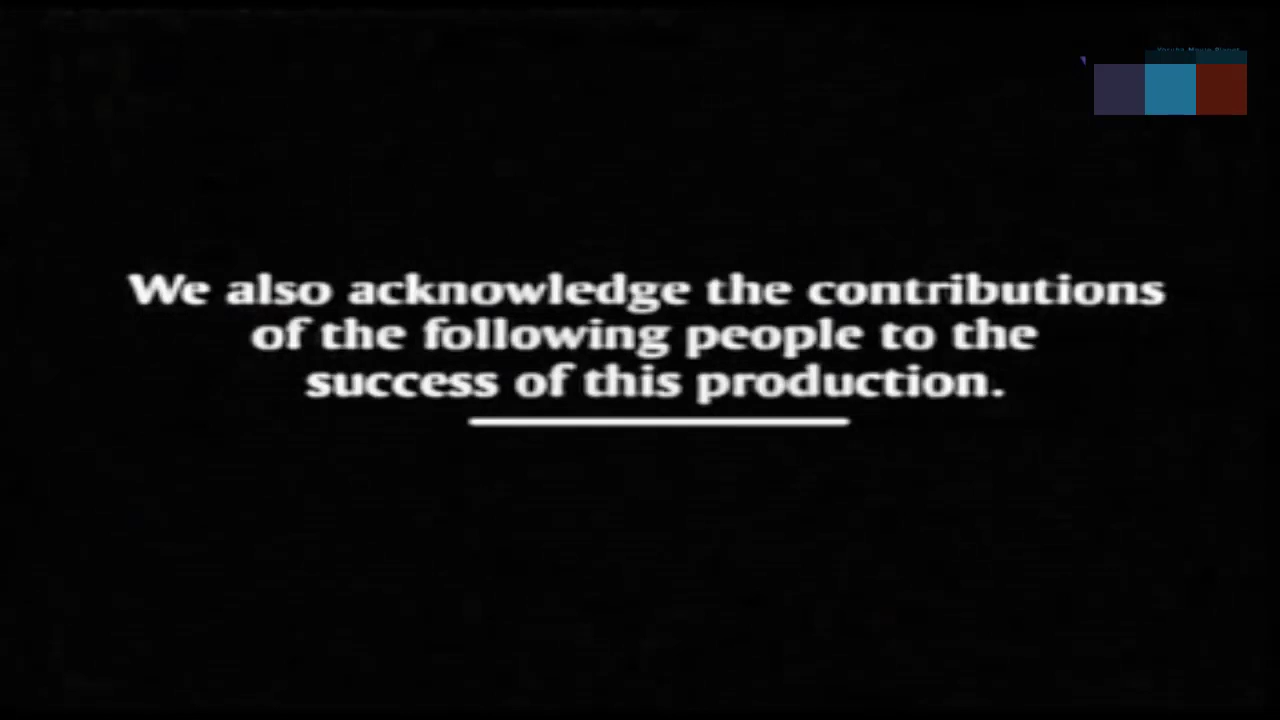 We also acknowledge the contributions
of the following people to the
success of this production.